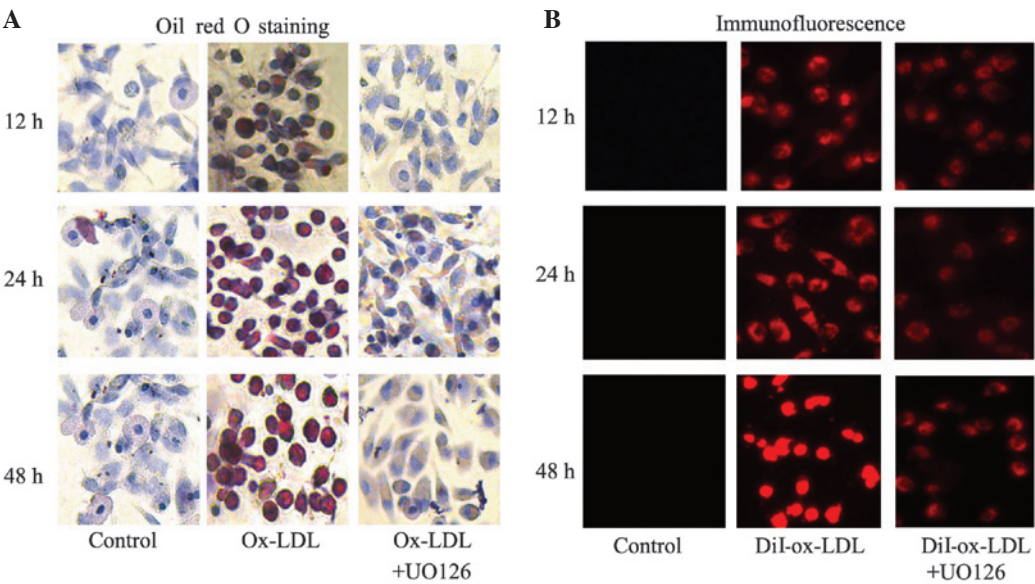 A
Oil red O staining
12 h
24 h
48 h
Control
Ox-LDL
Ox-LDL
+UO126
B
Immunofluorescence
12 h
24 h
48 h
Control
DiI-ox-LDL
DiI-ox-LDL
+UO126